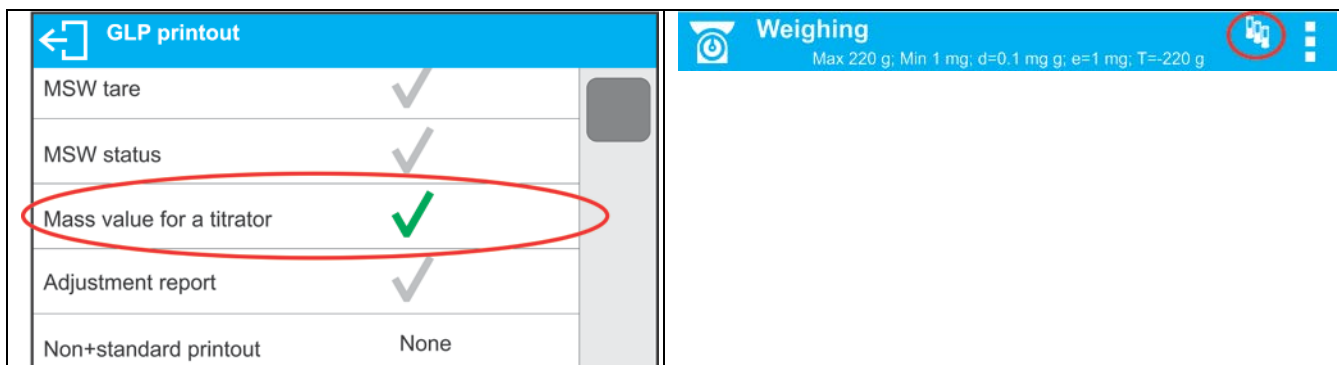 GLP printout
MSW tare
MSW status
Mass value for a titrator
Adjustment report
Non+standard printout None
Weighing
Max 220 g; Min 1 mg; d=0.1 mg g; e=1 mg; T=-220 g